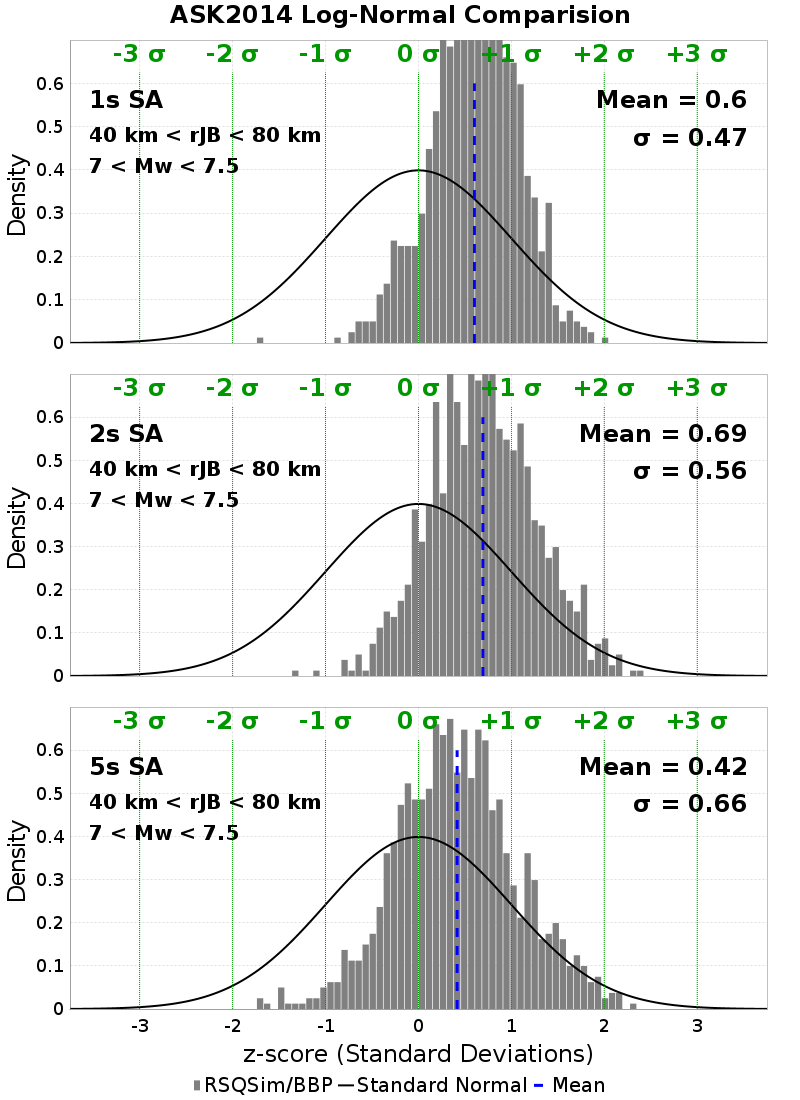 ASK2014 Log-Normal Comparision
-3 σ -2 σ -1 σ 0 σ +1 σ +2 σ +3 σ
0.6
1s SA Mean = 0.6
0.5
40 km < rJB < 80 km σ = 0.47
7 < Mw < 7.5
0.4
0.3
0.2
0.1
0
Density
-3 σ -2 σ -1 σ 0 σ +1 σ +2 σ +3 σ
0.6
2s SA Mean = 0.69
0.5
40 km < rJB < 80 km σ = 0.56
7 < Mw < 7.5
0.4
0.3
0.2
0.1
0
Density
-3 σ -2 σ -1 σ 0 σ +1 σ +2 σ +3 σ
0.6
5s SA Mean = 0.42
0.5
40 km < rJB < 80 km σ = 0.66
7 < Mw < 7.5
0.4
0.3
0.2
0.1
0
Density
-3 -2 -1 0 1 2 3
z-score (Standard Deviations)
RSQSim/BBP Standard Normal Mean